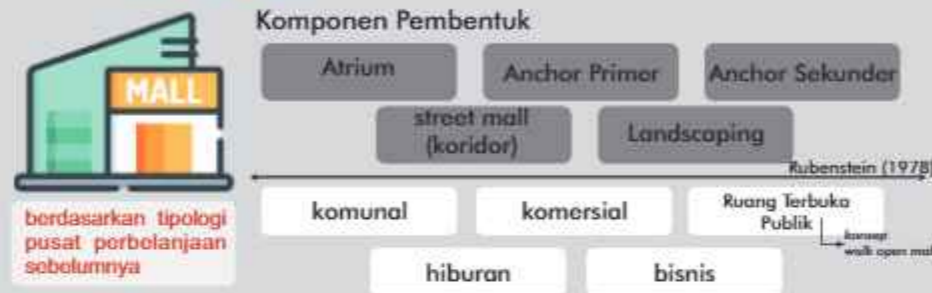 Komponen Pembentuk
MALL
Atrium
Anchor Primer
Anchor Sekunder
street mall
(koridor)
Landscaping
Rubenstein (1978)
berdasarkan tipologi
pusat perbelanjaan
sebelumnya
komunal
komersial
Ruang Terbuka
Publik
konsep
walk open mall
hiburan
bisnis